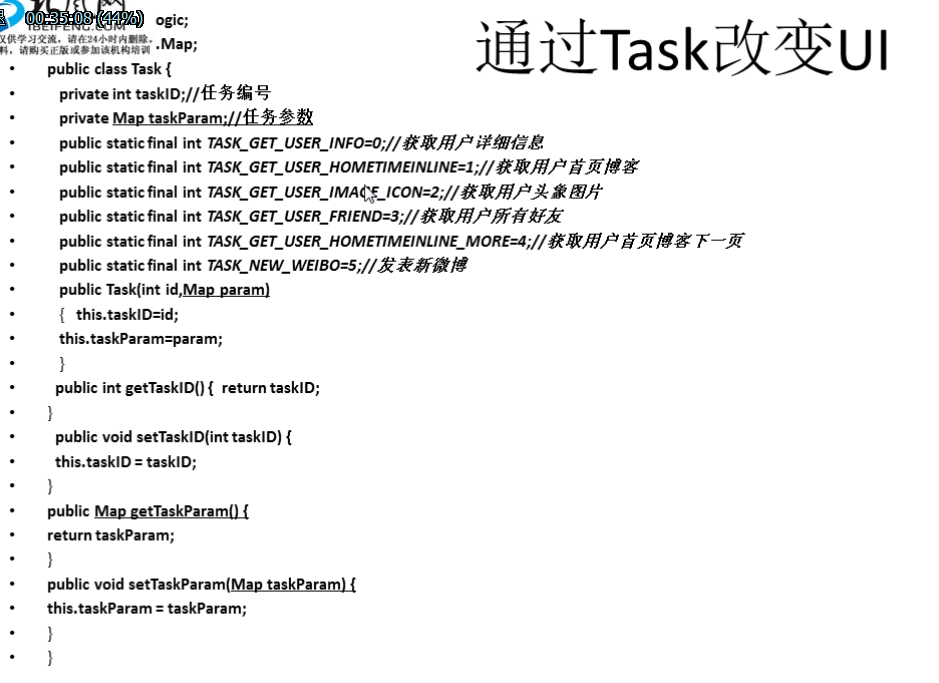 00:35:08 (44%)
IBEIFENG.COM
仅供学习交流,请在24小时内删除,
料,请购买正版或参加该机构培训
通过Task改变UI
ogic;
.Map;
• public class Task {
• private int taskID;//任务编号
• private Map taskParam;//任务参数
• public static final int TASK_GET_USER_INFO=0;//获取用户详细信息
• public static final int TASK_GET_USER_HOMETIMEINLINE=1;//获取用户首页博客
• public static final int TASK_GET_USER_IMAGE_ICON=2;//获取用户头象图片
• public static final int TASK_GET_USER_FRIEND=3;//获取用户所有好友
• public static final int TASK_GET_USER_HOMETIMEINLINE_MORE=4;//获取用户首页博客下一页
• public static final int TASK_NEW_WEIBO=5;//发表新微博
• public Task(int id,Map param)
• { this.taskID=id;
• this.taskParam=param;
• }
• public int getTaskID() { return taskID;
• }
• public void setTaskID(int taskID) {
• this.taskID = taskID;
• }
• public Map getTaskParam() {
• return taskParam;
• }
• public void setTaskParam(Map taskParam) {
• this.taskParam = taskParam;
• }
• }